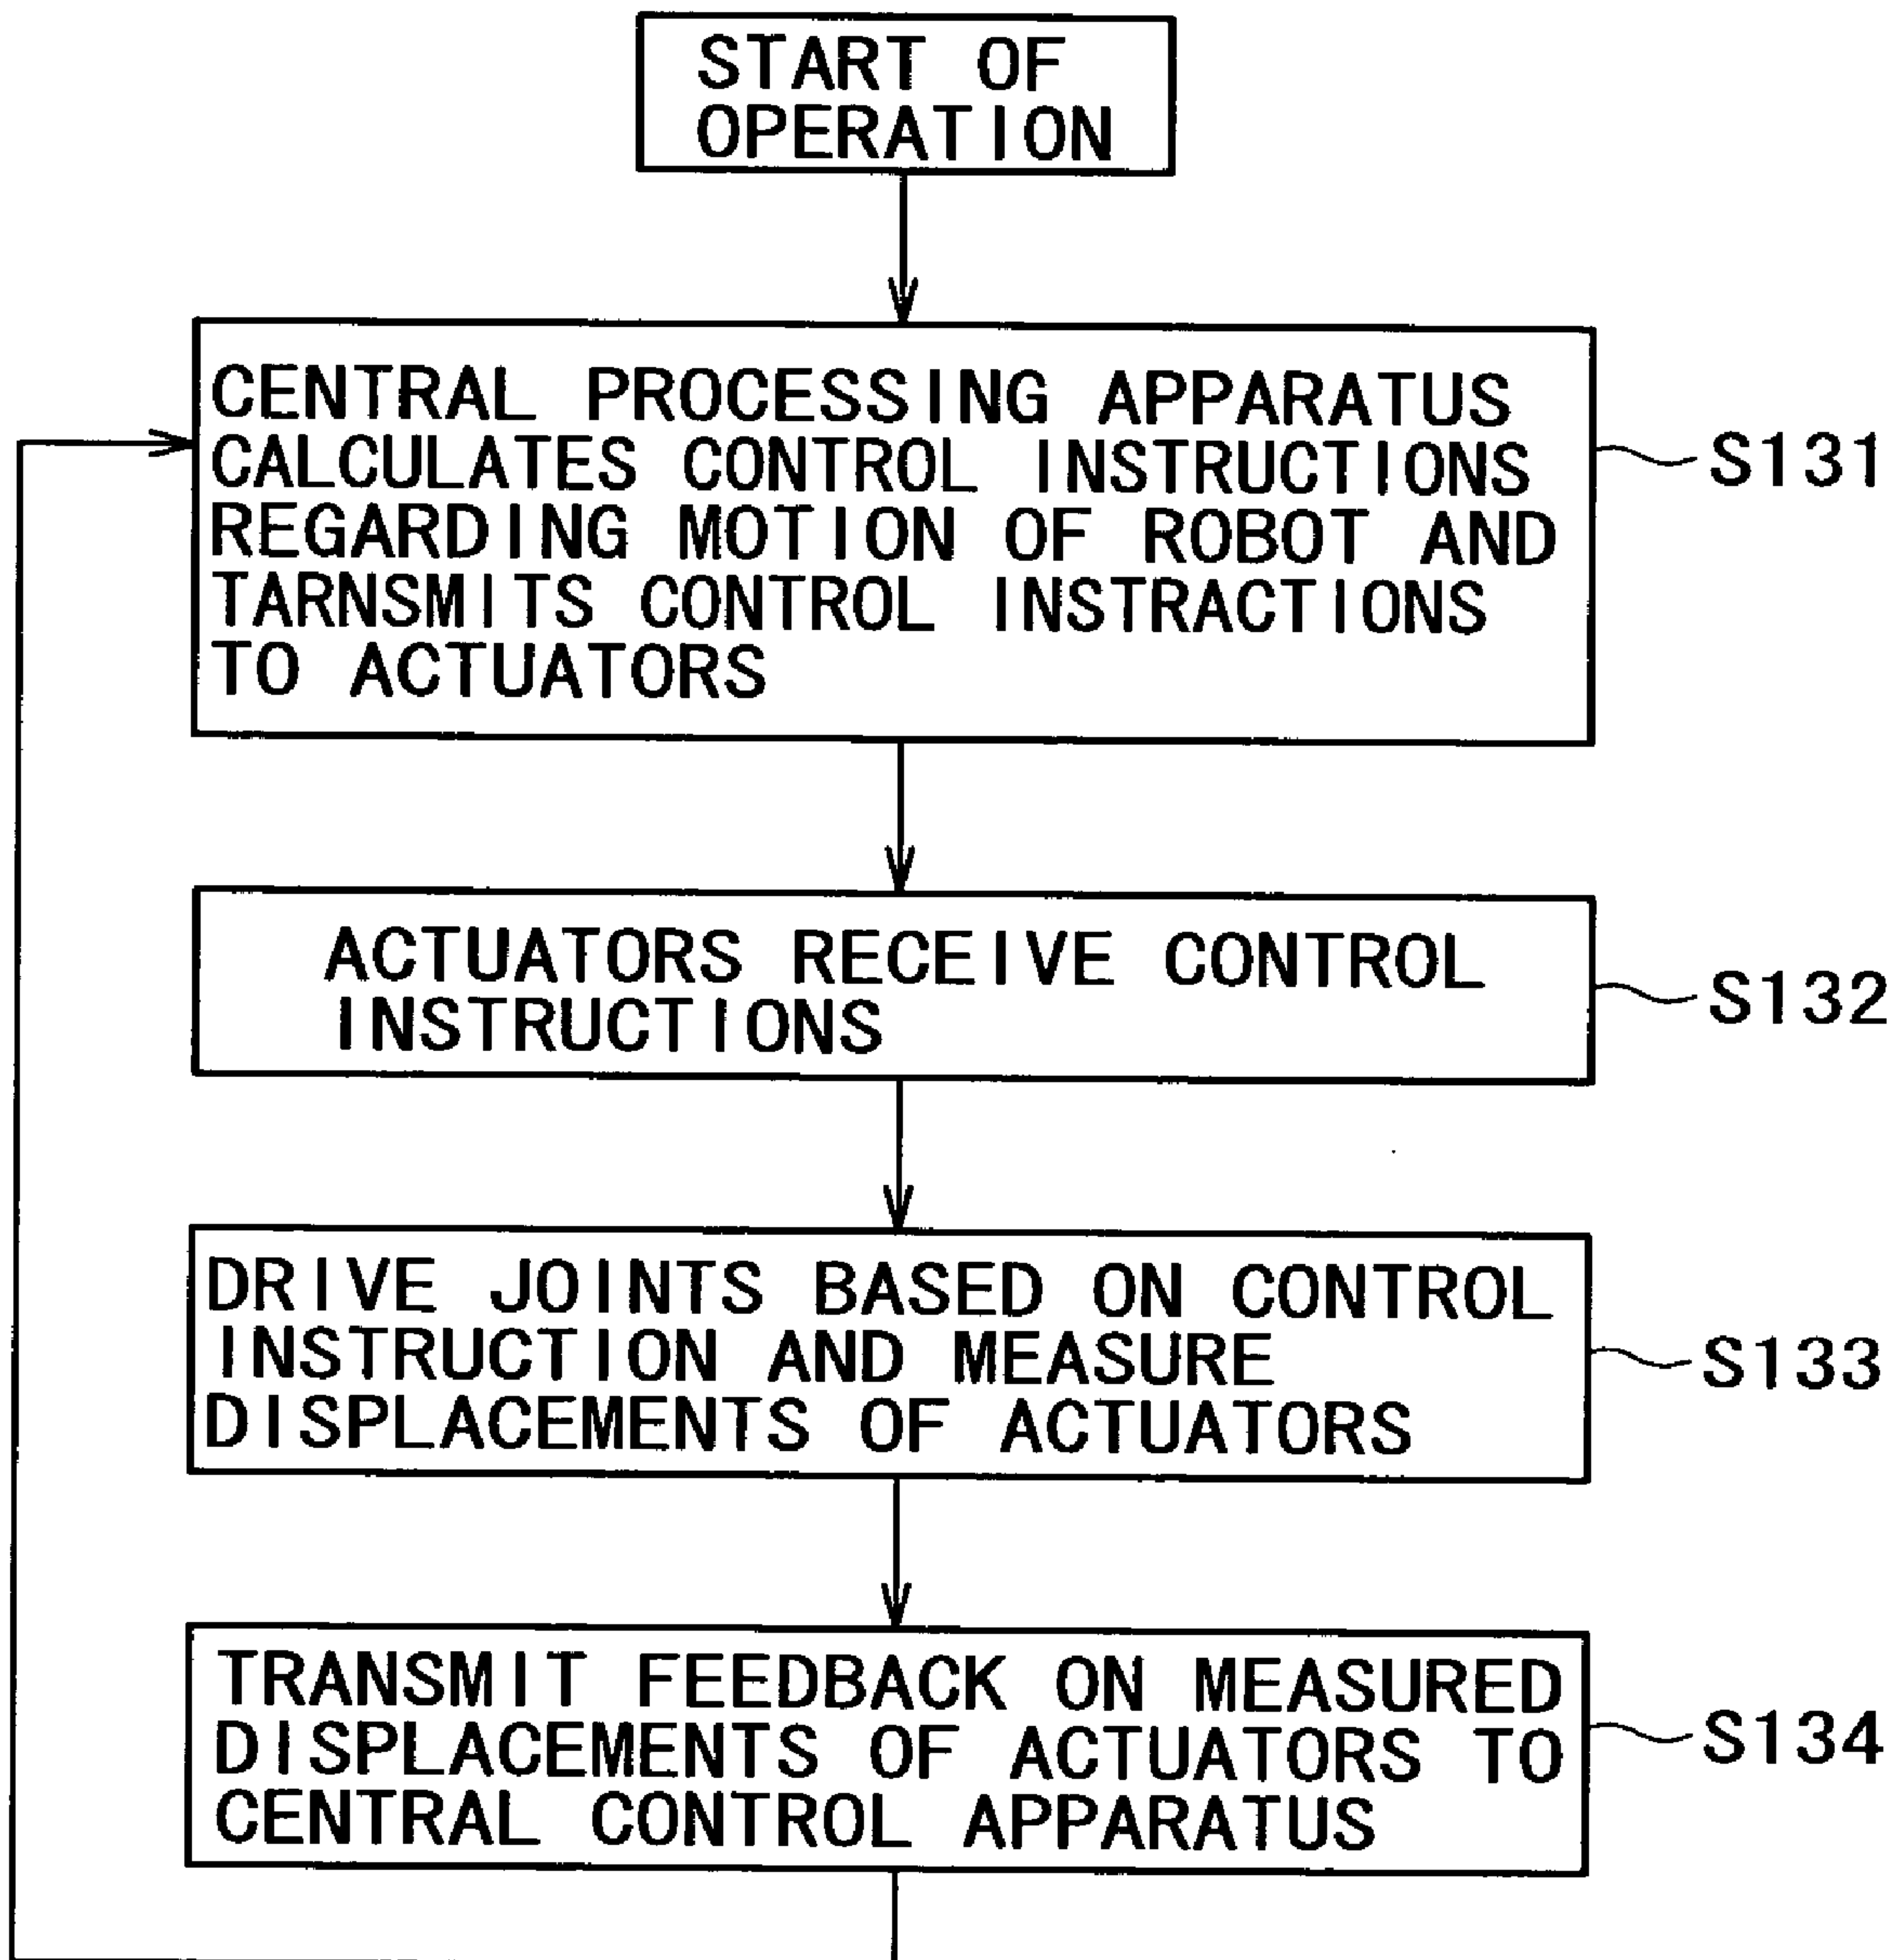 START OF
OPERATION
CENTRAL PROCESSING APPARATUS
CALCULATES CONTROL INSTRUCTIONS
REGARDING MOTION OF ROBOT AND
TARNSMITS CONTROL INSTRACTIONS
TO ACTUATORS
S131
ACTUATORS RECEIVE CONTROL
INSTRUCTIONS
S132
DRIVE JOINTS BASED ON CONTROL
INSTRUCTION AND MEASURE
DISPLACEMENTS OF ACTUATORS
S133
TRANSMIT FEEDBACK ON MEASURED
DISPLACEMENTS OF ACTUATORS TO
CENTRAL CONTROL APPARATUS
S134